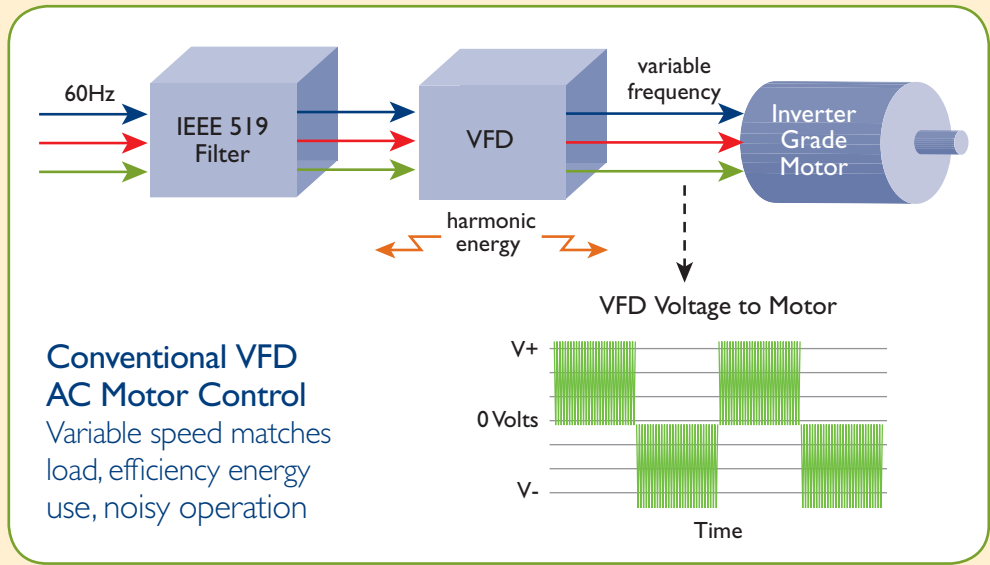 60Hz
IEEE 519
Filter
VFD
variable
frequency
Inverter
Grade
Motor
harmonic
energy
VFD Voltage to Motor
V+
0 Volts
V-
Time
Conventional VFD
AC Motor Control
Variable speed matches
load, efficiency energy
use, noisy operation